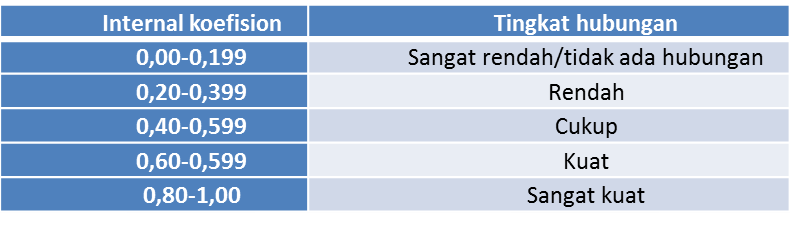 Internal koefision Tingkat hubungan
0,00-0,199 Sangat rendah/tidak ada hubungan
0,20-0,399 Rendah
0,40-0,599 Cukup
0,60-0,599 Kuat
0,80-1,00 Sangat kuat